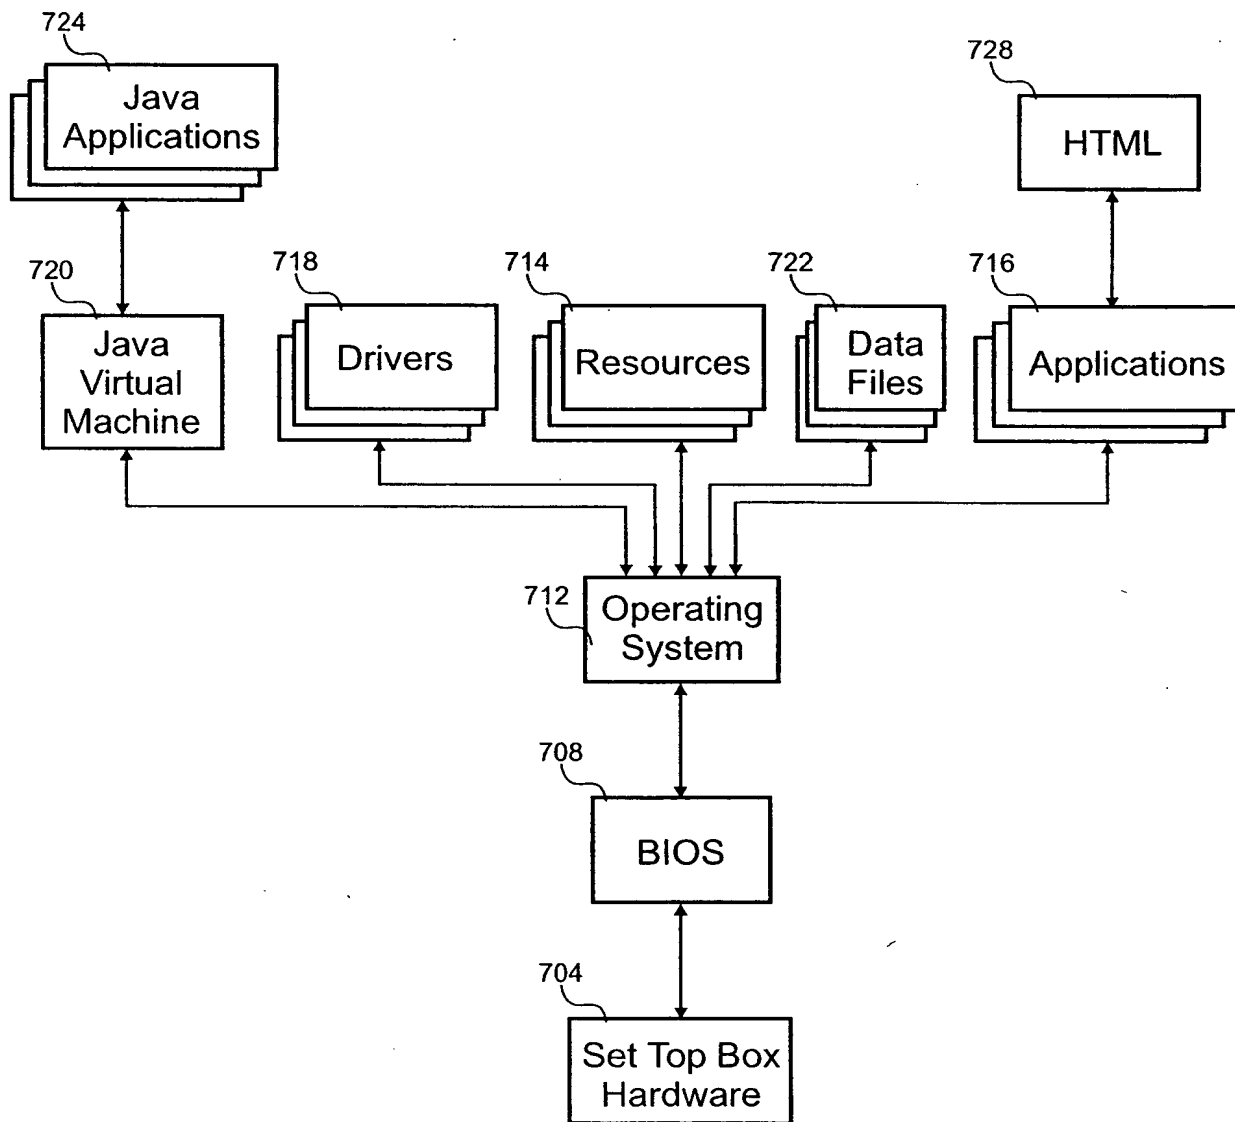 724
Java
Applications
728
HTML
720
Java
Virtual
Machine
718
Drivers
714
Resources
722
Data
Files
716
Applications
712
Operating
System
708
BIOS
704
Set Top Box
Hardware